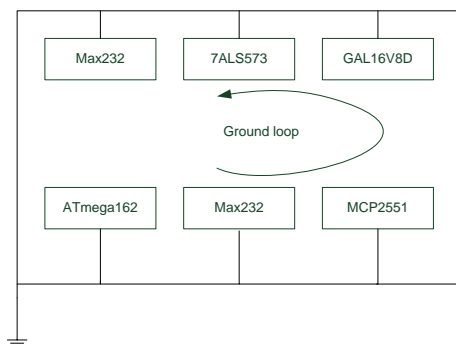 Max232
7ALS573
GAL16V8D
Ground loop
ATmega162
Max232
MCP2551